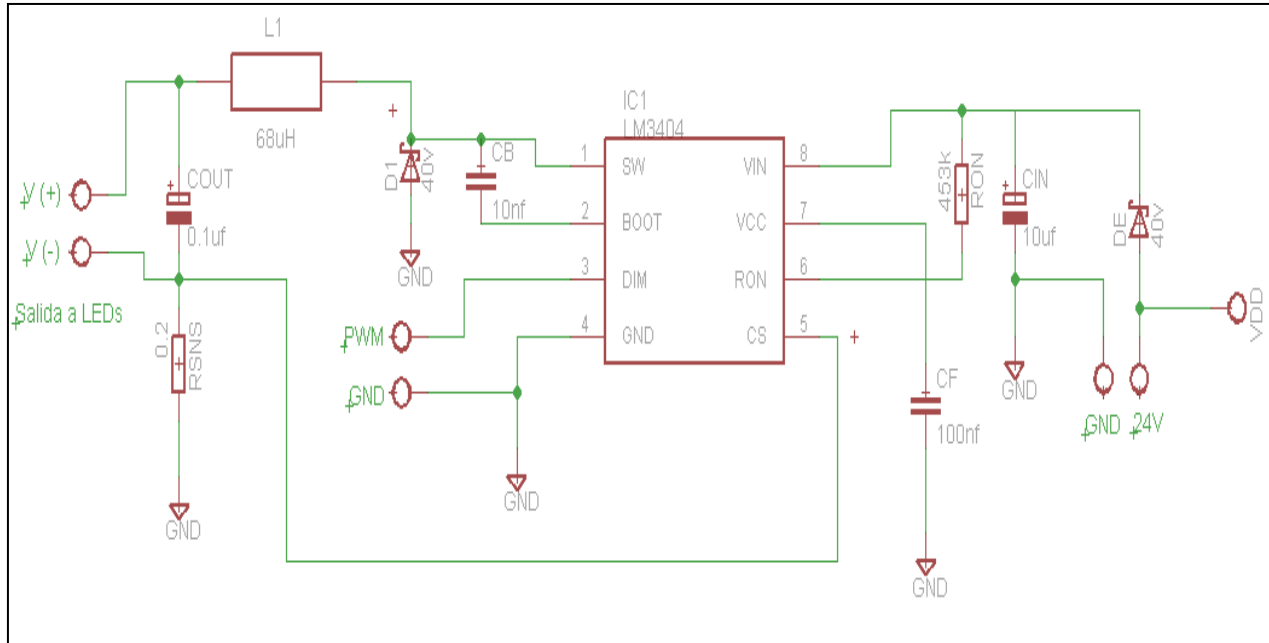 L1
68uH
IC1
LM3404
V (+)
COUT
0.1uf
V (-)
Salida a LEDs
0.2
RSNS
GND
D1
40V
CB
10nf
GND
PWM
GND
GND
1 SW VIN 8
2 BOOT VCC 7
3 DIM RON 6
4 GND CS 5
453K
RON
CIN
10uf
DE
40V
VDD
GND
GND
24V
CF
100nf
GND